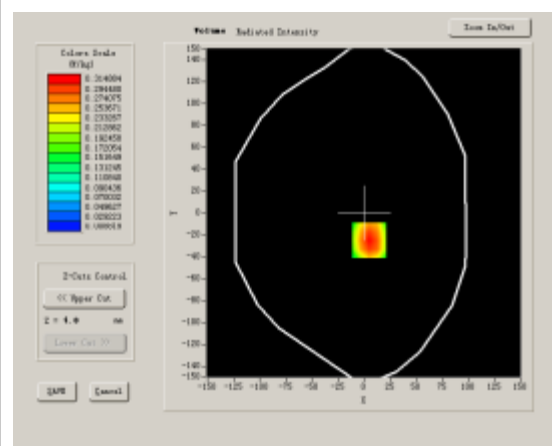 Volume Radiated Intensity
Zoom In/Out
Colors Scale
(W/kg)
0.314884
0.294480
0.274075
0.253671
0.233267
0.212862
0.192458
0.172054
0.151649
0.131245
0.110840
0.090436
0.070032
0.049627
0.029223
150
140
120
100
80
60
40
20
0
-20
-40
-60
-80
-100
-120
-140
-150
Y
-150 -125 -100 -75 -50 -25 0 25 50 75 100 125 150
X
Z-Cuts Control
<< Upper Cut
Z = 4.0 mm
Lower Cut >>
SAVE
Cancel